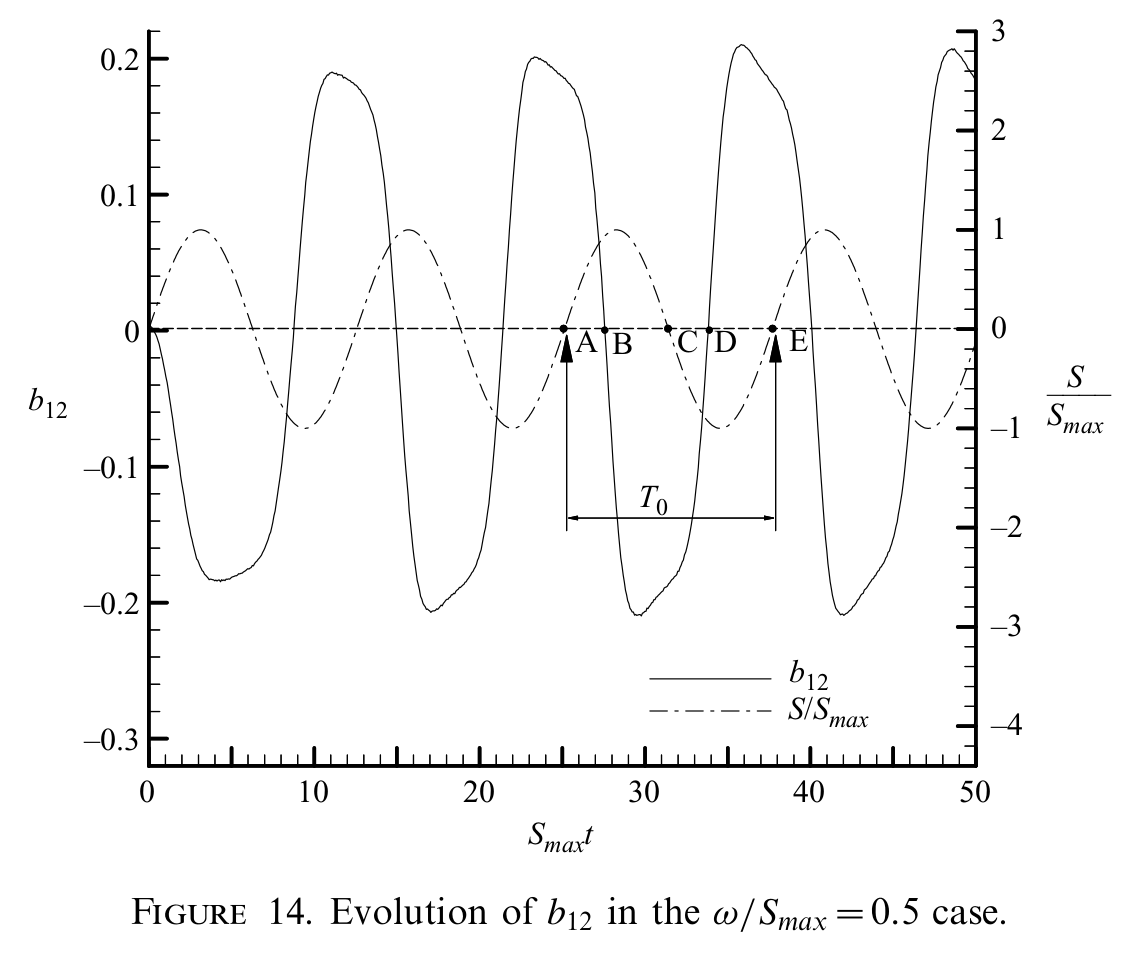 0.2
0.1
0
–0.1
–0.2
–0.3
b12
3
2
1
0
–1
–2
–3
–4
S
Smax
A B C D E
T0
b12
S/Smax
0 10 20 30 40 50
Smaxt
FIGURE 14. Evolution of b12 in the ω/Smax = 0.5 case.